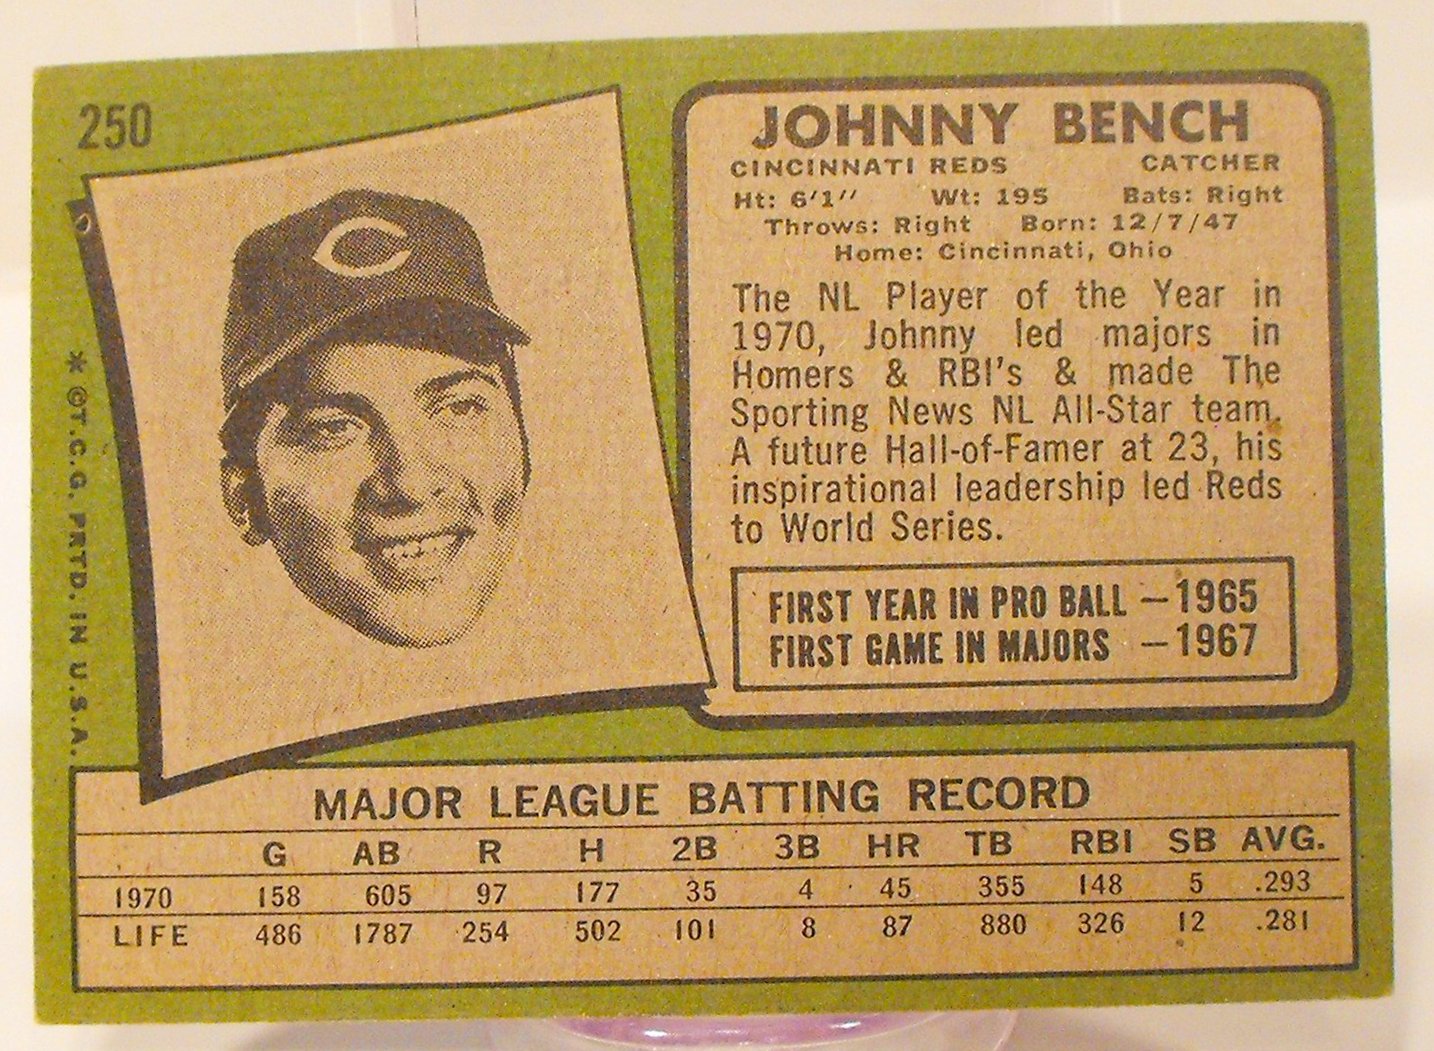 250
* ©T.C.G. PRTD. IN U.S.A.
JOHNNY BENCH
CINCINNATI REDS CATCHER
Ht: 6'1" Wt: 195 Bats: Right
Throws: Right Born: 12/7/47
Home: Cincinnati, Ohio
The NL Player of the Year in
1970, Johnny led majors in
Homers & RBI's & made The
Sporting News NL All-Star team.
A future Hall-of-Famer at 23, his
inspirational leadership led Reds
to World Series.
FIRST YEAR IN PRO BALL — 1965
FIRST GAME IN MAJORS — 1967
MAJOR LEAGUE BATTING RECORD
G AB R H 2B 3B HR TB RBI SB AVG.
1970 158 605 97 177 35 4 45 355 148 5 .293
LIFE 486 1787 254 502 101 8 87 880 326 12 .281